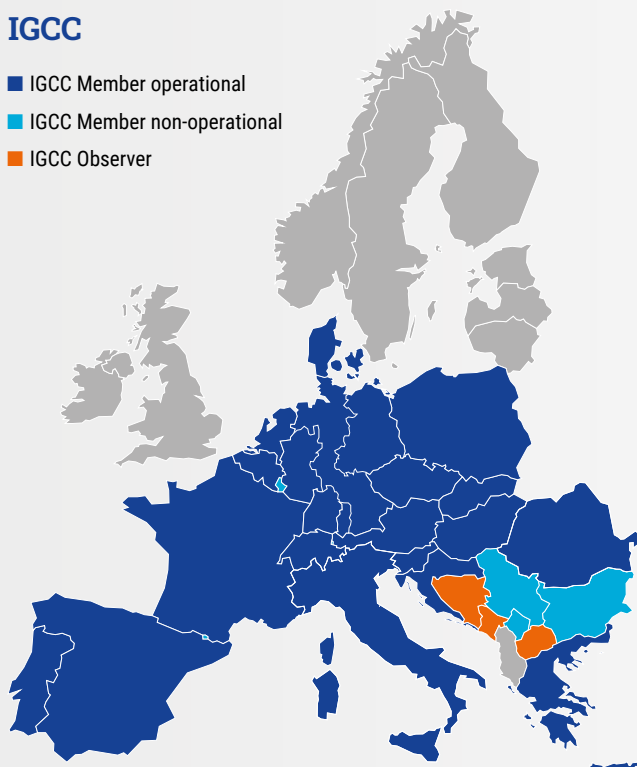 IGCC
IGCC Member operational
IGCC Member non-operational
IGCC Observer